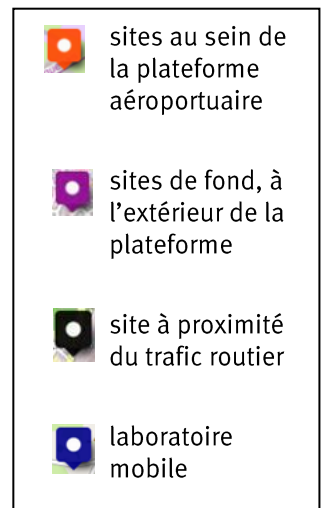 sites au sein de
la plateforme
aéroportuaire
sites de fond, à
l'extérieur de la
plateforme
site à proximité
du trafic routier
laboratoire
mobile